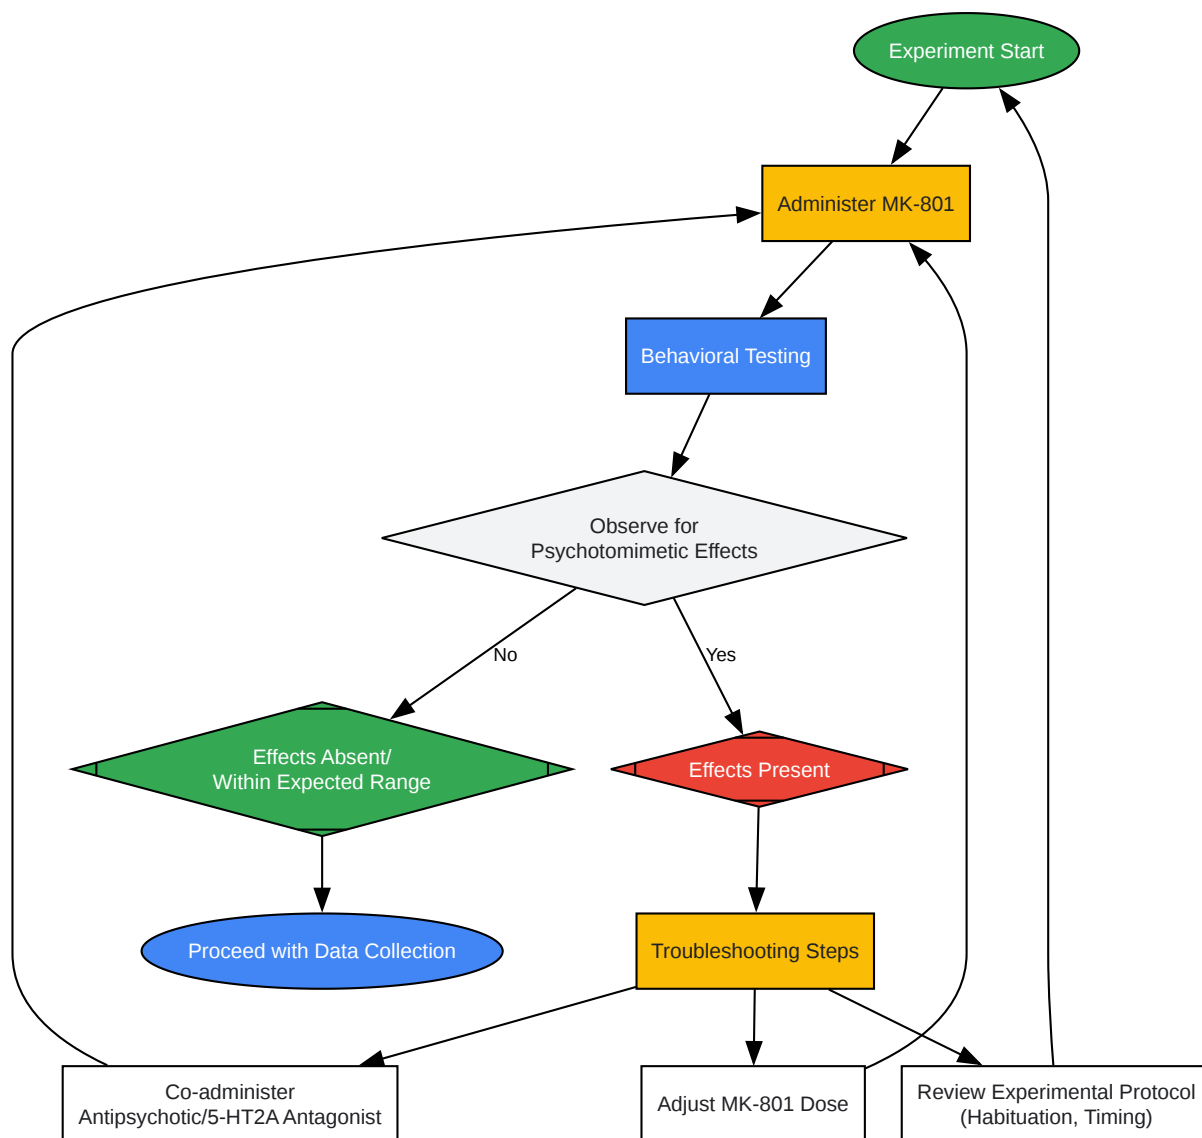 Experiment Start
Administer MK-801
Behavioral Testing
Observe for
Psychotomimetic Effects
No
Yes
Effects Absent/
Within Expected Range
Effects Present
Proceed with Data Collection
Troubleshooting Steps
Co-administer
Antipsychotic/5-HT2A Antagonist
Adjust MK-801 Dose
Review Experimental Protocol
(Habituation, Timing)